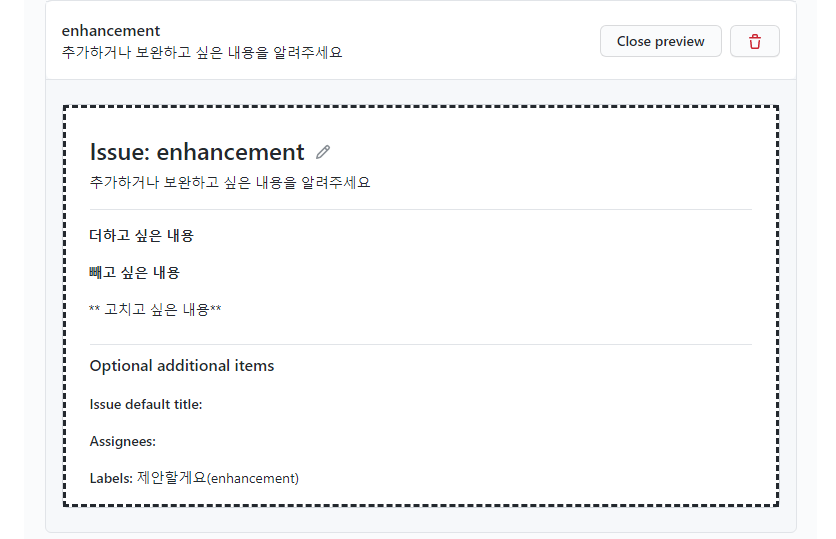 enhancement
추가하거나 보완하고 싶은 내용을 알려주세요
Close preview
Issue: enhancement
추가하거나 보완하고 싶은 내용을 알려주세요
더하고 싶은 내용
빼고 싶은 내용
** 고치고 싶은 내용**
Optional additional items
Issue default title:
Assignees:
Labels: 제안할게요(enhancement)